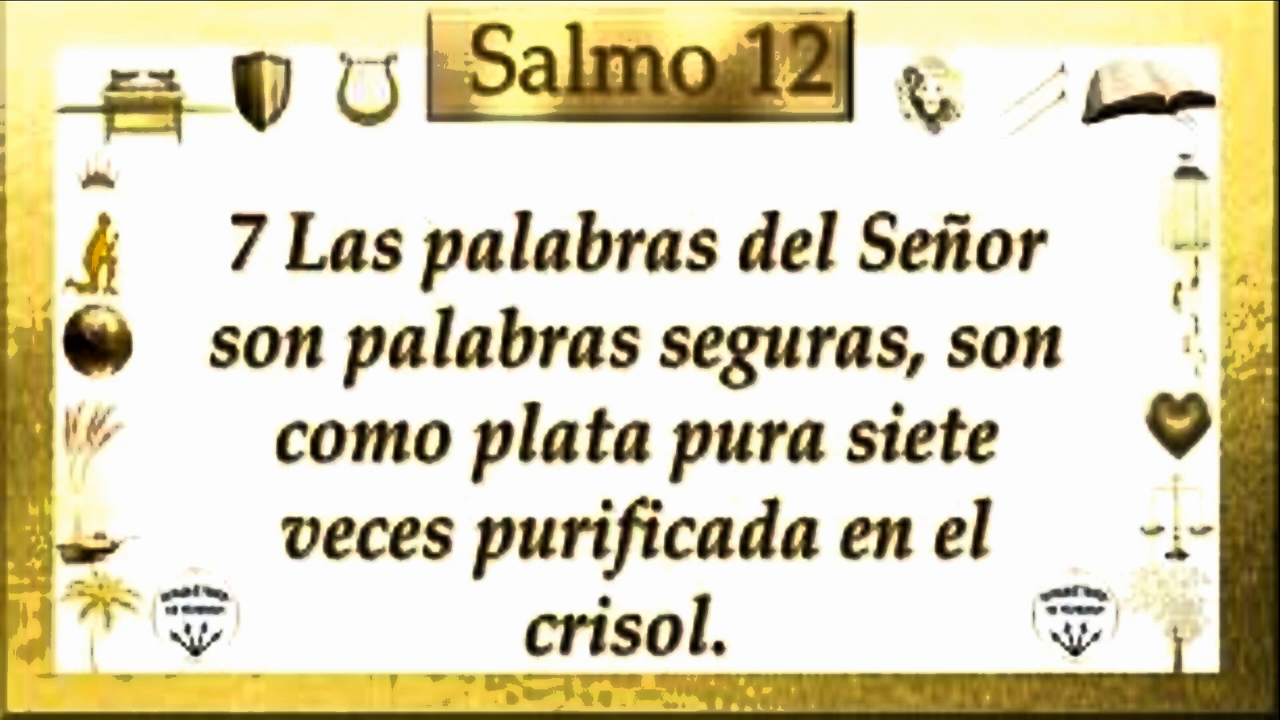 Salmo 12
7 Las palabras del Señor
son palabras seguras, son
como plata pura siete
veces purificada en el
crisol.